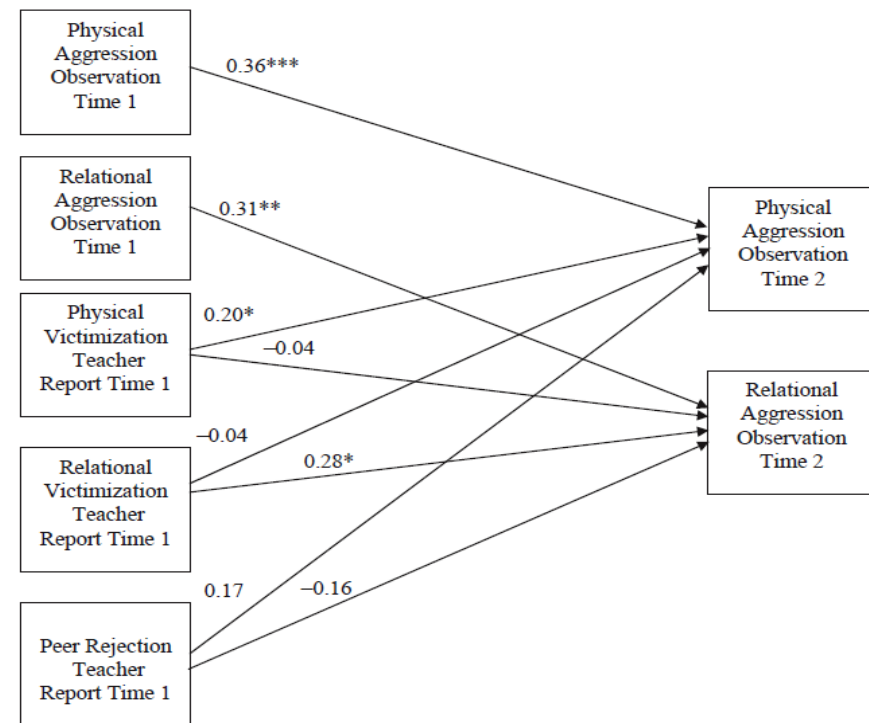 Physical
Aggression
Observation
Time 1
0.36***
Relational
Aggression
Observation
Time 1
0.31**
Physical
Victimization
Teacher
Report Time 1
0.20*
−0.04
Relational
Victimization
Teacher
Report Time 1
−0.04
0.28*
Peer Rejection
Teacher
Report Time 1
0.17
−0.16
Physical
Aggression
Observation
Time 2
Relational
Aggression
Observation
Time 2